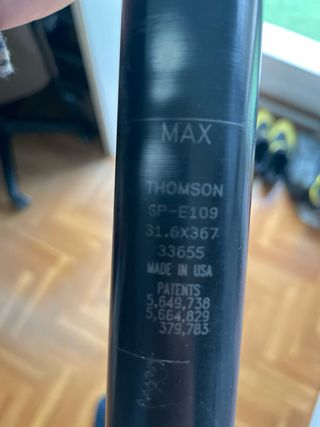 MAX
THOMSON
SP-E109
31.6X367
33655
MADE IN USA
PATENTS
5,649,738
5,664,829
379,783